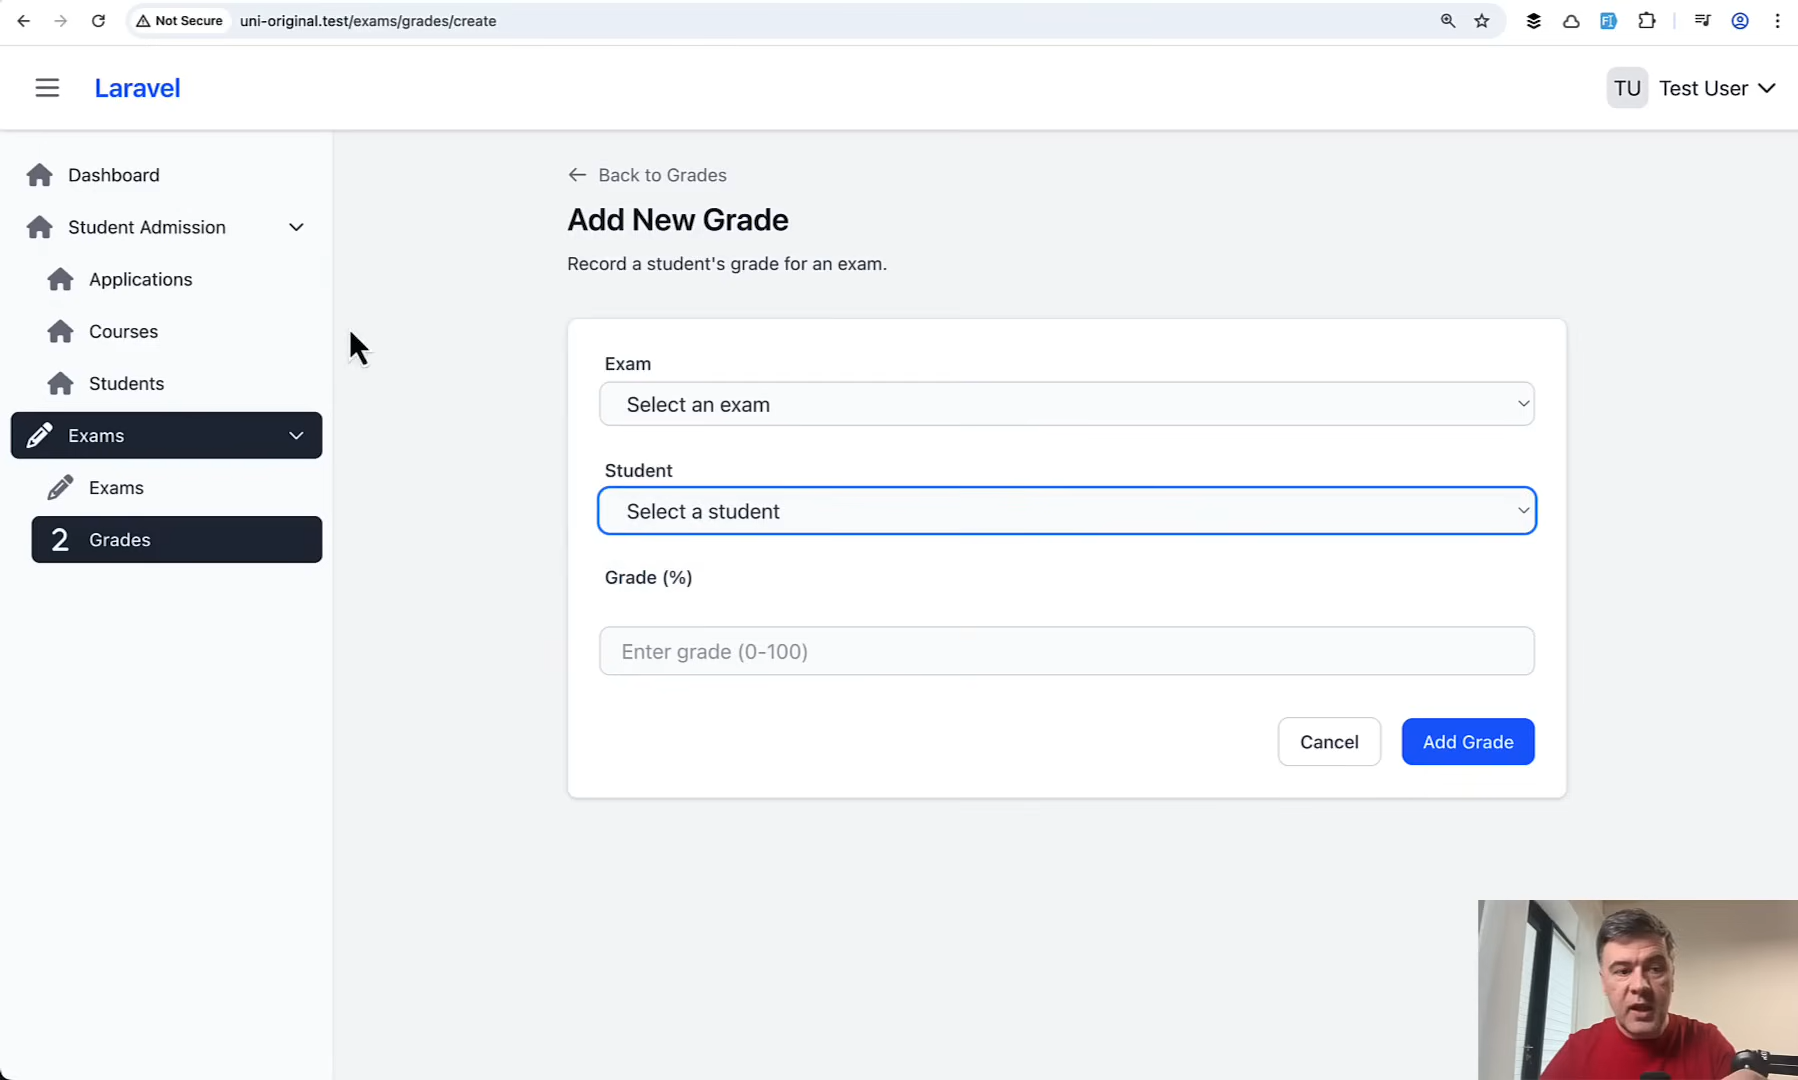 Not Secure uni-original.test/exams/grades/create
Laravel
TU Test User
Dashboard
Student Admission
Applications
Courses
Students
Exams
Exams
2 Grades
Back to Grades
Add New Grade
Record a student's grade for an exam.
Exam
Select an exam
Student
Select a student
Grade (%)
Enter grade (0-100)
Cancel
Add Grade